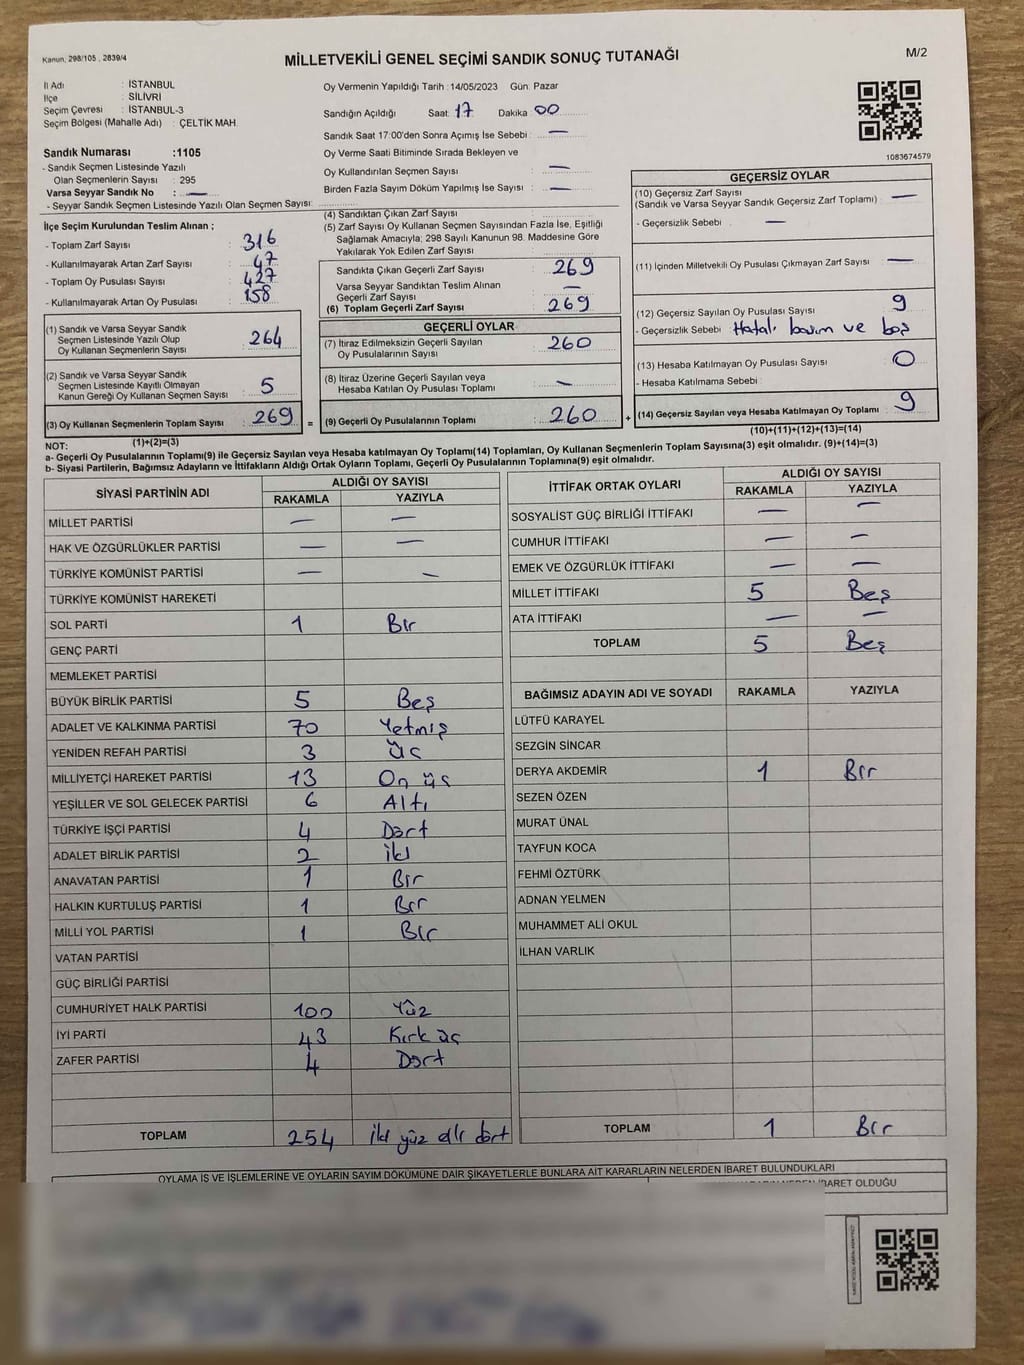 Kanun, 298/105 , 2839/4
MİLLETVEKİLİ GENEL SEÇİMİ SANDIK SONUÇ TUTANAĞI
M/2
İl Adı : İSTANBUL
İlçe : SİLİVRİ
Seçim Çevresi : İSTANBUL-3
Seçim Bölgesi (Mahalle Adı) : ÇELTİK MAH.
Sandık Numarası :1105
- Sandık Seçmen Listesinde Yazılı
Olan Seçmenlerin Sayısı : 295
Varsa Seyyar Sandık No : —
- Seyyar Sandık Seçmen Listesinde Yazılı Olan Seçmen Sayısı:
Oy Vermenin Yapıldığı Tarih : 14/05/2023 Gün: Pazar
Sandığın Açıldığı Saat: 17 Dakika: 00
Sandık Saat 17:00'den Sonra Açımış İse Sebebi : —
Oy Verme Saati Bitiminde Sırada Bekleyen ve
Oy Kullandırılan Seçmen Sayısı : —
Birden Fazla Sayım Döküm Yapılmış İse Sayısı : —
1083674579
İlçe Seçim Kurulundan Teslim Alınan ;
- Toplam Zarf Sayısı : 316
- Kullanılmayarak Artan Zarf Sayısı : 47
- Toplam Oy Pusulası Sayısı : 427
- Kullanılmayarak Artan Oy Pusulası : 158
(1) Sandık ve Varsa Seyyar Sandık
Seçmen Listesinde Yazılı Olup
Oy Kullanan Seçmenlerin Sayısı : 264
(2) Sandık ve Varsa Seyyar Sandık
Seçmen Listesinde Kayıtlı Olmayan
Kanun Gereği Oy Kullanan Seçmen Sayısı : 5
(3) Oy Kullanan Seçmenlerin Toplam Sayısı : 269
(1)+(2)=(3)
(4) Sandıktan Çıkan Zarf Sayısı :
(5) Zarf Sayısı Oy Kullanan Seçmen Sayısından Fazla İse, Eşitliği
Sağlamak Amacıyla; 298 Sayılı Kanunun 98. Maddesine Göre
Yakılarak Yok Edilen Zarf Sayısı :
Sandıkta Çıkan Geçerli Zarf Sayısı : 269
Varsa Seyyar Sandıktan Teslim Alınan
Geçerli Zarf Sayısı : —
(6) Toplam Geçerli Zarf Sayısı : 269
GEÇERLİ OYLAR
(7) İtiraz Edilmeksizin Geçerli Sayılan
Oy Pusulalarının Sayısı : 260
(8) İtiraz Üzerine Geçerli Sayılan veya
Hesaba Katılan Oy Pusulası Toplamı : —
= (9) Geçerli Oy Pusulalarının Toplamı : 260 +
GEÇERSİZ OYLAR
(10) Geçersiz Zarf Sayısı
(Sandık ve Varsa Seyyar Sandık Geçersiz Zarf Toplamı) : —
- Geçersizlik Sebebi : —
(11) İçinden Milletvekili Oy Pusulası Çıkmayan Zarf Sayısı : —
(12) Geçersiz Sayılan Oy Pusulası Sayısı : 9
- Geçersizlik Sebebi : Hatalı basım ve boş
(13) Hesaba Katılmayan Oy Pusulası Sayısı : 0
- Hesaba Katılmama Sebebi :
(14) Geçersiz Sayılan veya Hesaba Katılmayan Oy Toplamı : 9
(10)+(11)+(12)+(13)=(14)
NOT:
a- Geçerli Oy Pusulalarının Toplamı(9) ile Geçersiz Sayılan veya Hesaba katılmayan Oy Toplamı(14) Toplamları, Oy Kullanan Seçmenlerin Toplam Sayısına(3) eşit olmalıdır. (9)+(14)=(3)
b- Siyasi Partilerin, Bağımsız Adayların ve İttifakların Aldığı Ortak Oyların Toplamı, Geçerli Oy Pusulalarının Toplamına(9) eşit olmalıdır.
SİYASİ PARTİNİN ADI ALDIĞI OY SAYISI
RAKAMLA YAZIYLA
MİLLET PARTİSİ — —
HAK VE ÖZGÜRLÜKLER PARTİSİ — —
TÜRKİYE KOMÜNİST PARTİSİ — —
TÜRKİYE KOMÜNİST HAREKETİ
SOL PARTİ 1 Bir
GENÇ PARTİ
MEMLEKET PARTİSİ
BÜYÜK BİRLİK PARTİSİ 5 Beş
ADALET VE KALKINMA PARTİSİ 70 Yetmiş
YENİDEN REFAH PARTİSİ 3 Üç
MİLLİYETÇİ HAREKET PARTİSİ 13 On üç
YEŞİLLER VE SOL GELECEK PARTİSİ 6 Altı
TÜRKİYE İŞÇİ PARTİSİ 4 Dört
ADALET BİRLİK PARTİSİ 2 iki
ANAVATAN PARTİSİ 1 Bir
HALKIN KURTULUŞ PARTİSİ 1 Bir
MİLLİ YOL PARTİSİ 1 Bir
VATAN PARTİSİ
GÜÇ BİRLİĞİ PARTİSİ
CUMHURİYET HALK PARTİSİ 100 Yüz
İYİ PARTİ 43 Kırk üç
ZAFER PARTİSİ 4 Dört
TOPLAM 254 iki yüz elli dört
İTTİFAK ORTAK OYLARI ALDIĞI OY SAYISI
RAKAMLA YAZIYLA
SOSYALİST GÜÇ BİRLİĞİ İTTİFAKI — —
CUMHUR İTTİFAKI — —
EMEK VE ÖZGÜRLÜK İTTİFAKI — —
MİLLET İTTİFAKI 5 Beş
ATA İTTİFAKI — —
TOPLAM 5 Beş
BAĞIMSIZ ADAYIN ADI VE SOYADI RAKAMLA YAZIYLA
LÜTFÜ KARAYEL
SEZGİN SİNCAR
DERYA AKDEMİR 1 Bir
SEZEN ÖZEN
MURAT ÜNAL
TAYFUN KOCA
FEHMİ ÖZTÜRK
ADNAN YELMEN
MUHAMMET ALİ OKUL
İLHAN VARLIK
TOPLAM 1 Bir
OYLAMA İŞ VE İŞLEMLERİNE VE OYLARIN SAYIM DÖKÜMÜNE DAİR ŞİKAYETLERLE BUNLARA AİT KARARLARIN NELERDEN İBARET BULUNDUKLARI
OLDUĞU